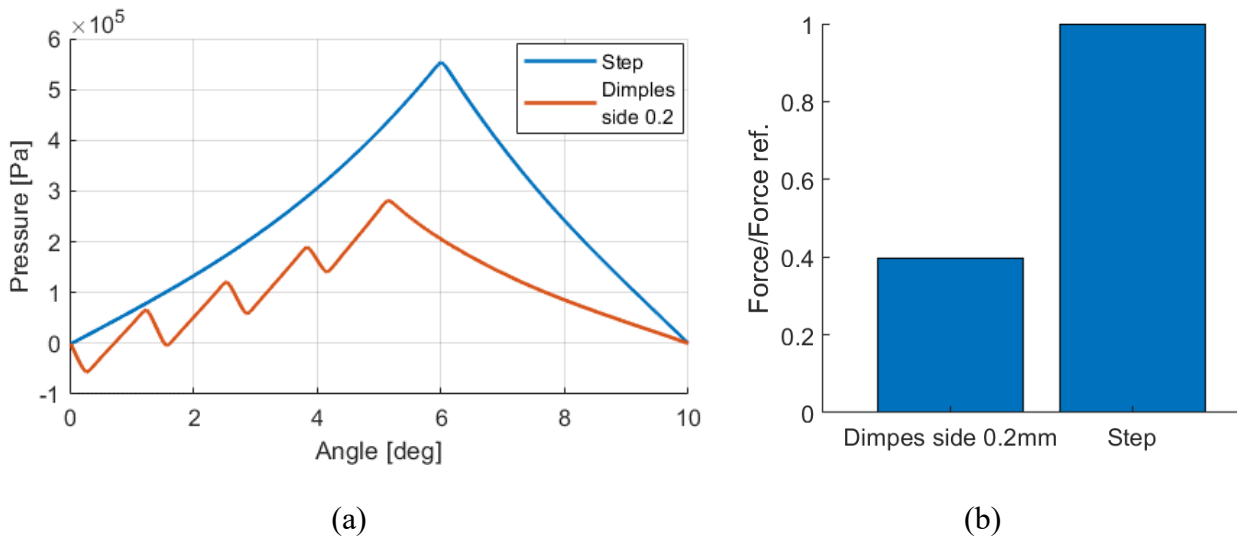 ×10⁵
6
5
4
3
2
1
0
-1
Pressure [Pa]
0 2 4 6 8 10
Angle [deg]
Step
Dimples
side 0.2
(a)
1
0.8
0.6
0.4
0.2
0
Force/Force ref.
Dimpes side 0.2mm Step
(b)